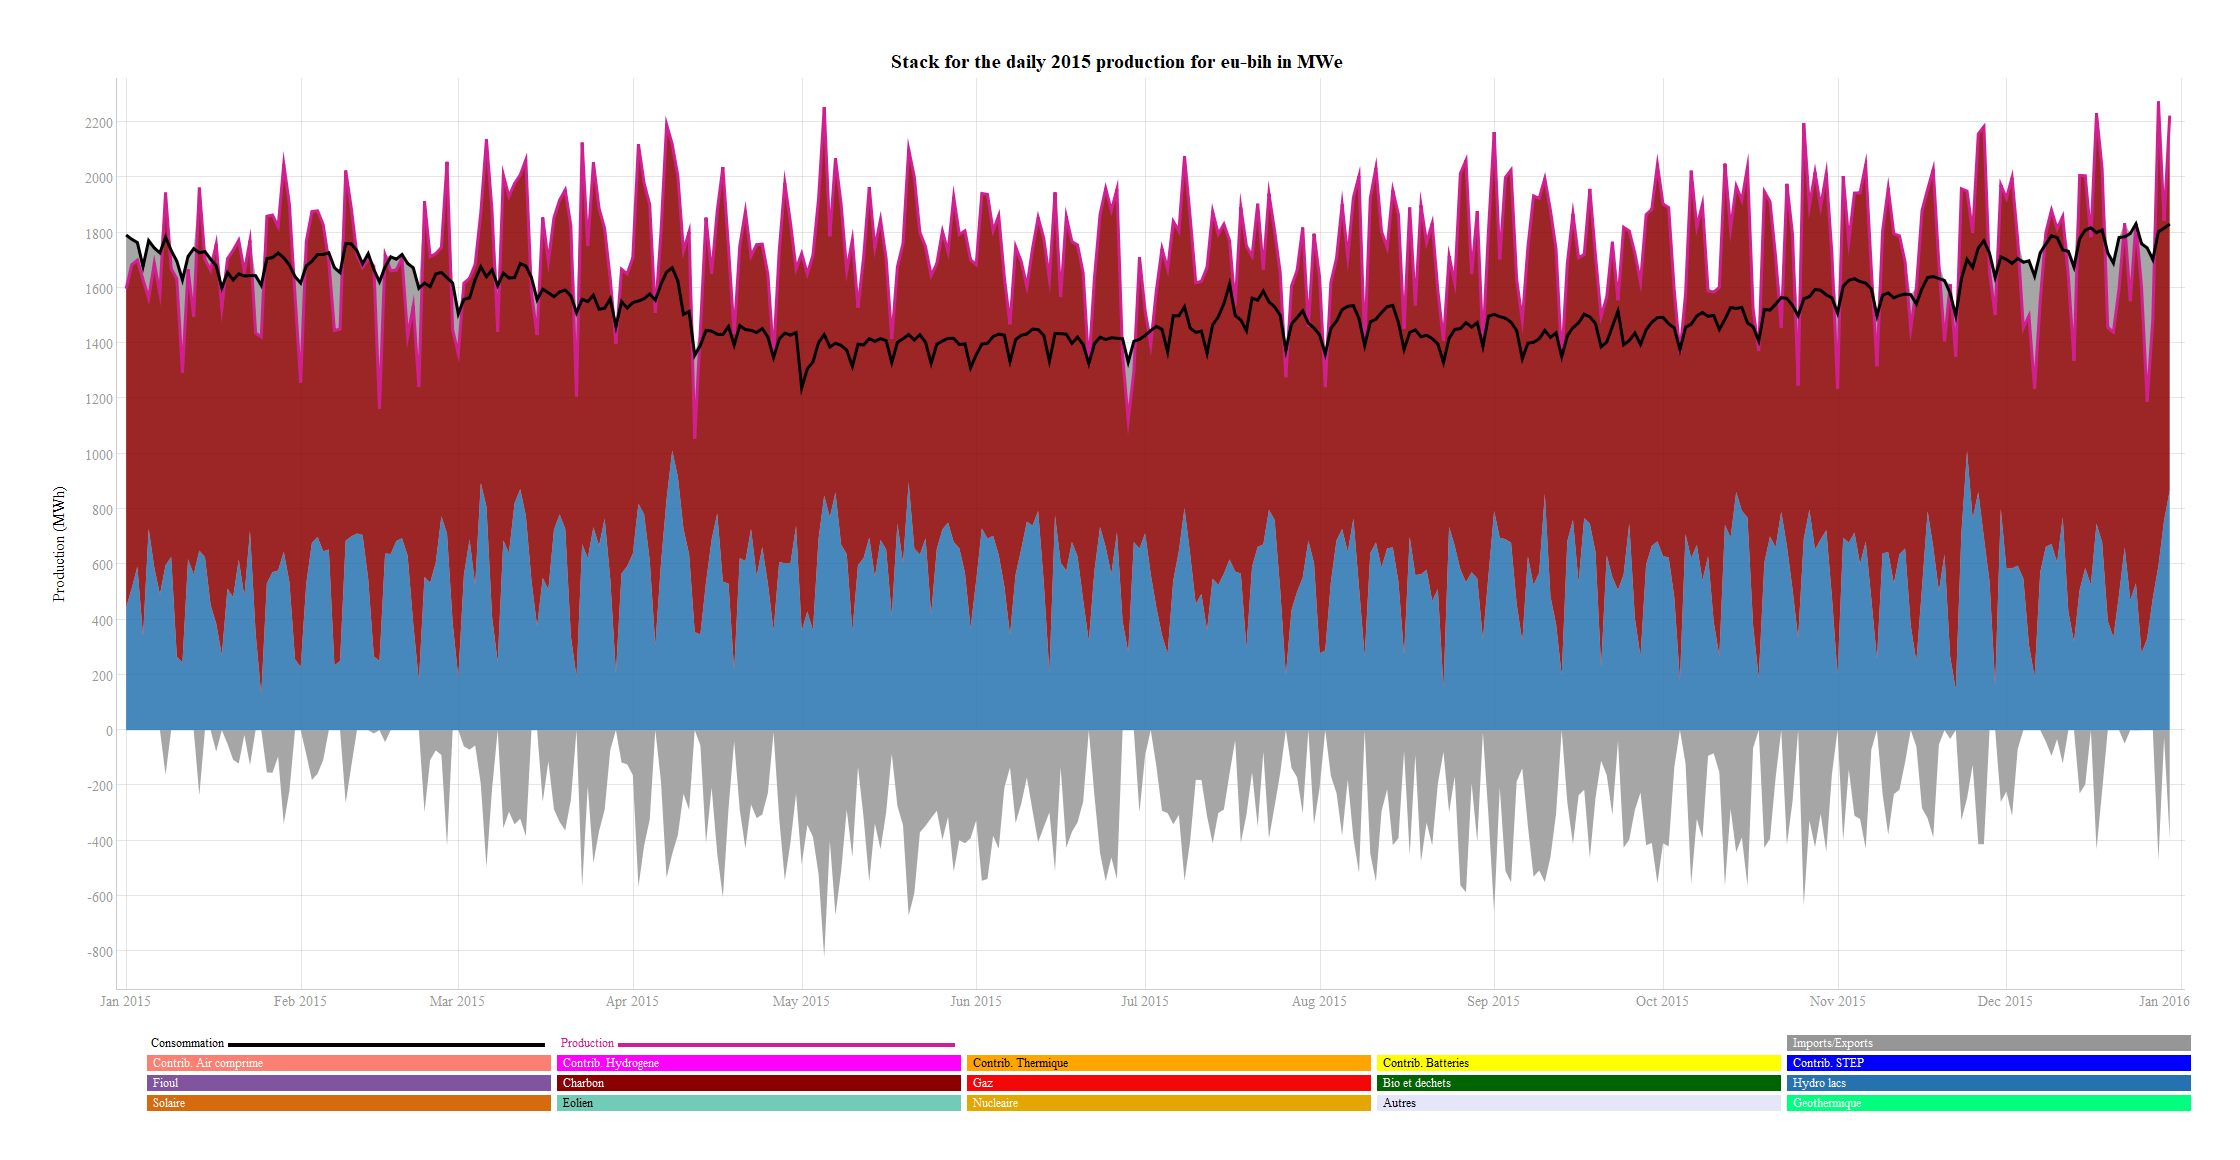 Stack for the daily 2015 production for eu-bih in MWe
Production (MWh)
2200
2000
1800
1600
1400
1200
1000
800
600
400
200
0
-200
-400
-600
-800
Jan 2015 Feb 2015 Mar 2015 Apr 2015 May 2015 Jun 2015 Jul 2015 Aug 2015 Sep 2015 Oct 2015 Nov 2015 Dec 2015 Jan 2016
Consommation Production Imports/Exports
Contrib. Air comprime Contrib. Hydrogene Contrib. Thermique Contrib. Batteries Contrib. STEP
Fioul Charbon Gaz Bio et dechets Hydro lacs
Solaire Eolien Nucleaire Autres Geothermique